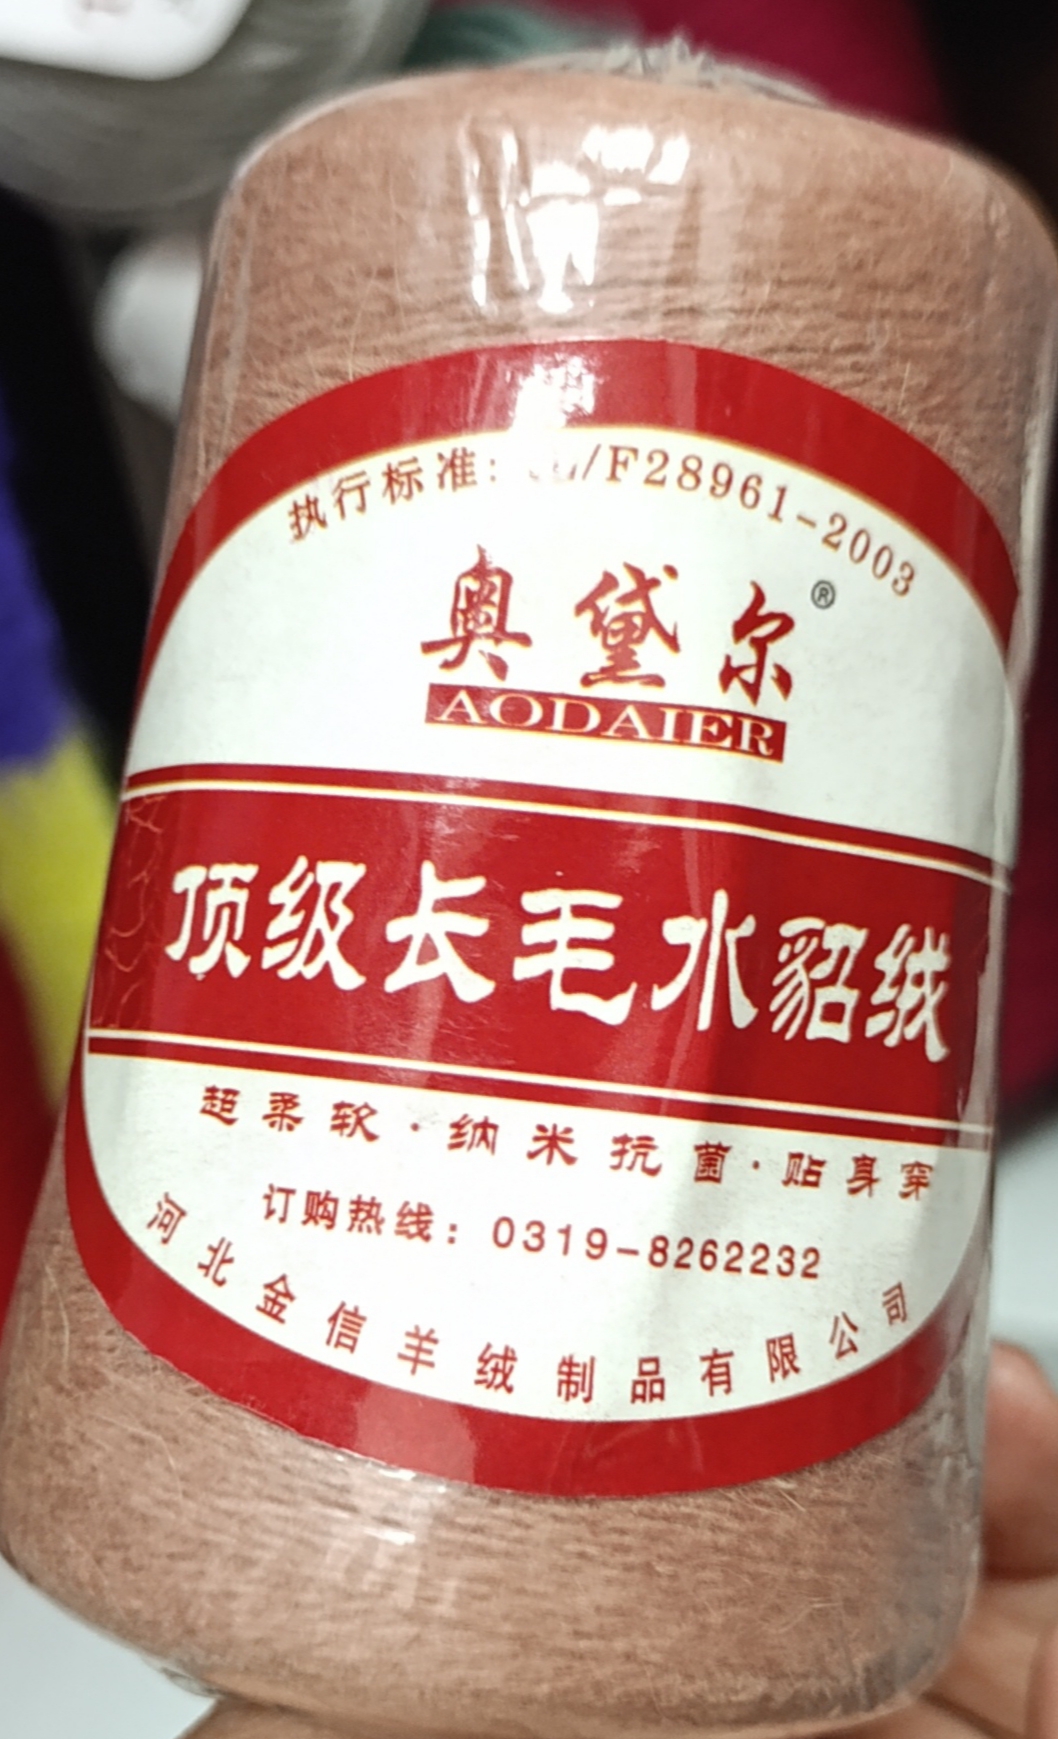 执行标准: /F28961-2003
奥黛尔®
AODAIER
顶级长毛水貂绒
超柔软·纳米抗菌·贴身穿
订购热线: 0319-8262232
河北金信羊绒制品有限公司